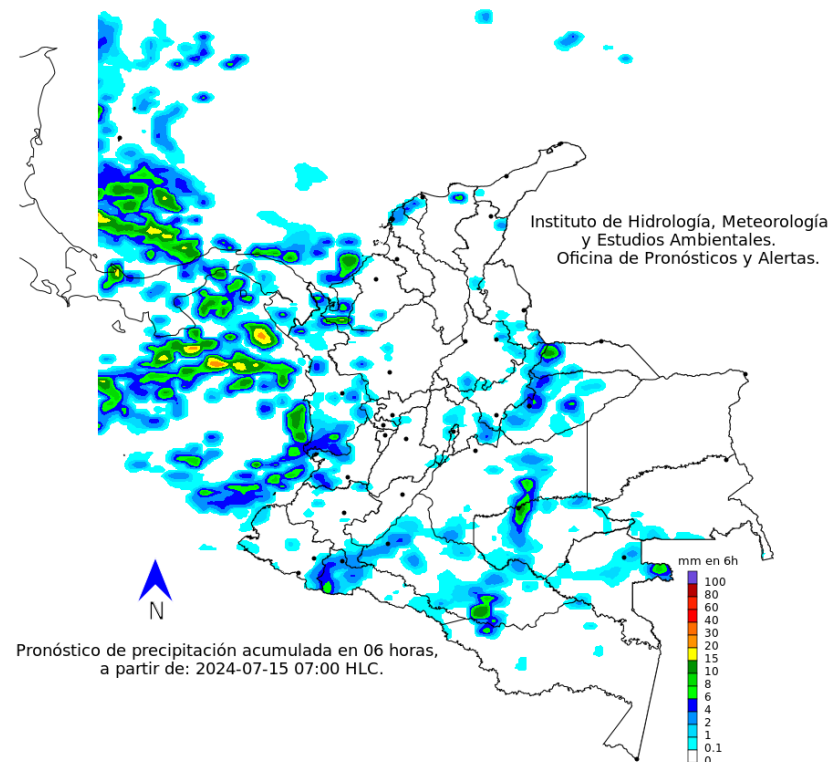 Instituto de Hidrología, Meteorología
y Estudios Ambientales.
Oficina de Pronósticos y Alertas.
N
mm en 6h
100
80
60
40
30
20
15
10
8
6
4
2
1
0.1
0
Pronóstico de precipitación acumulada en 06 horas,
a partir de: 2024-07-15 07:00 HLC.